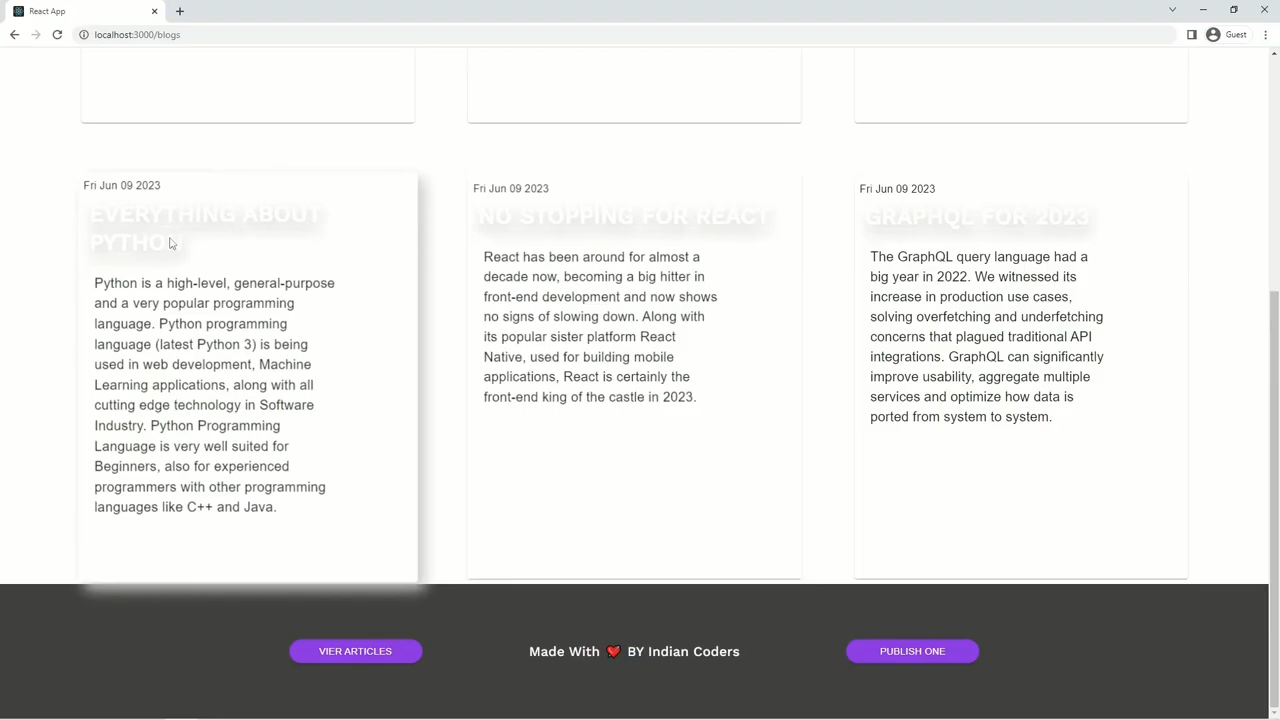 React App
localhost:3000/blogs
Guest
Fri Jun 09 2023
EVERYTHING ABOUT
PYTHON
Python is a high-level, general-purpose
and a very popular programming
language. Python programming
language (latest Python 3) is being
used in web development, Machine
Learning applications, along with all
cutting edge technology in Software
Industry. Python Programming
Language is very well suited for
Beginners, also for experienced
programmers with other programming
languages like C++ and Java.
Fri Jun 09 2023
NO STOPPING FOR REACT
React has been around for almost a
decade now, becoming a big hitter in
front-end development and now shows
no signs of slowing down. Along with
its popular sister platform React
Native, used for building mobile
applications, React is certainly the
front-end king of the castle in 2023.
Fri Jun 09 2023
GRAPHQL FOR 2023
The GraphQL query language had a
big year in 2022. We witnessed its
increase in production use cases,
solving overfetching and underfetching
concerns that plagued traditional API
integrations. GraphQL can significantly
improve usability, aggregate multiple
services and optimize how data is
ported from system to system.
VIER ARTICLES
Made With ❤️ BY Indian Coders
PUBLISH ONE